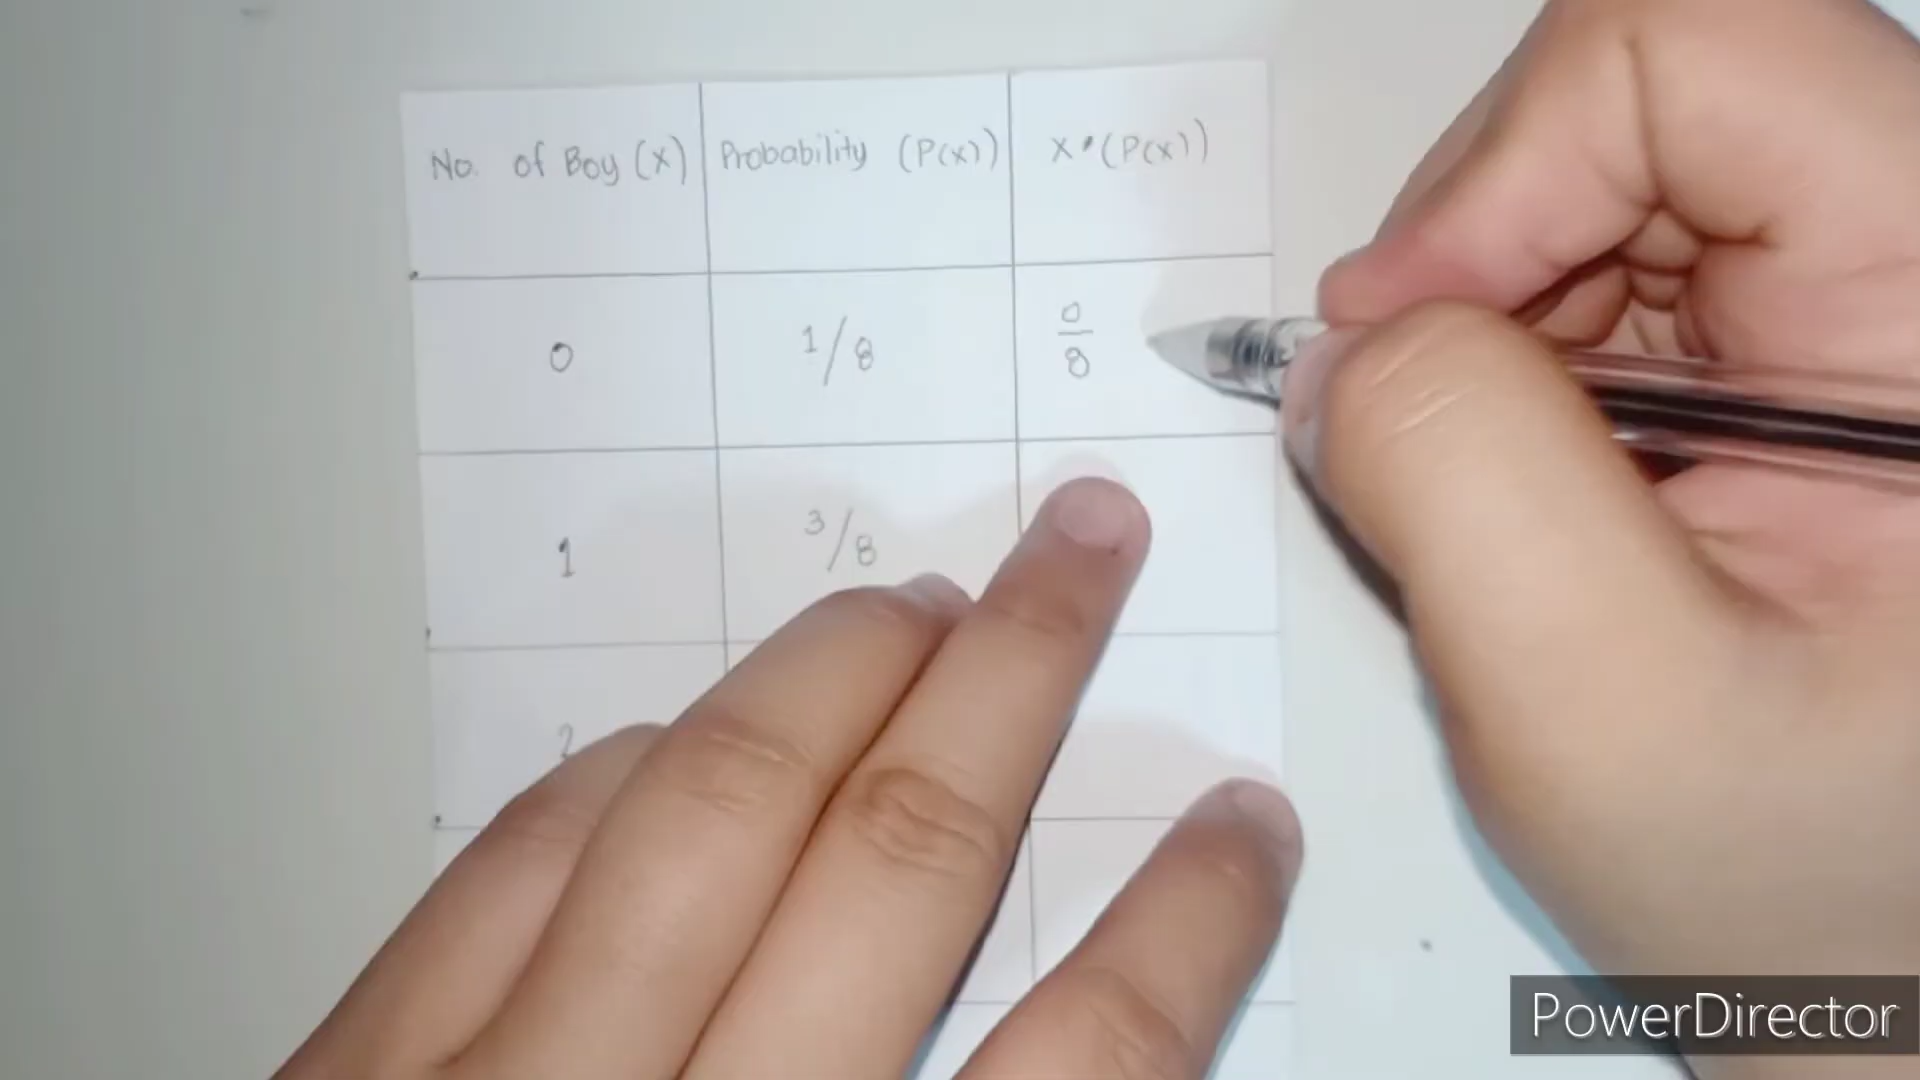 No. of Boy (X) Probability (P(X)) X•(P(X))
0 1/8 0/8
1 3/8
2
PowerDirector